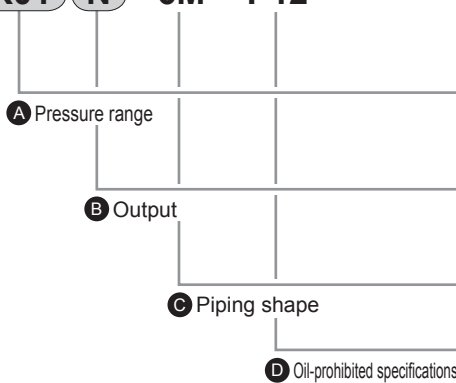 A Pressure range
B Output
C Piping shape
D Oil-prohibited specifications